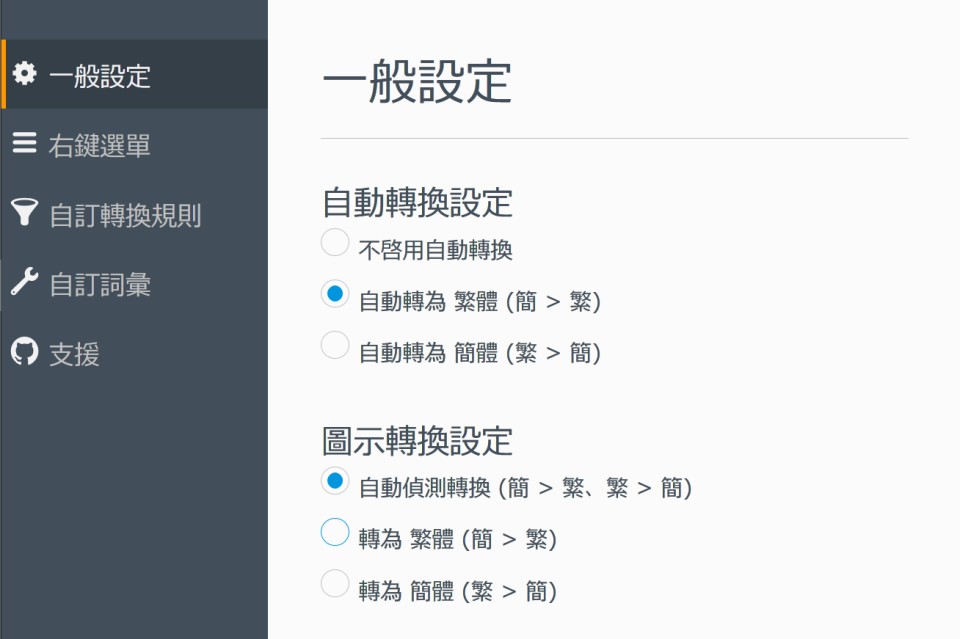 一般設定
右鍵選單
自訂轉換規則
自訂詞彙
支援
一般設定
自動轉換設定
不啓用自動轉換
自動轉為 繁體 (簡 > 繁)
自動轉為 簡體 (繁 > 簡)
圖示轉換設定
自動偵測轉換 (簡 > 繁、繁 > 簡)
轉為 繁體 (簡 > 繁)
轉為 簡體 (繁 > 簡)